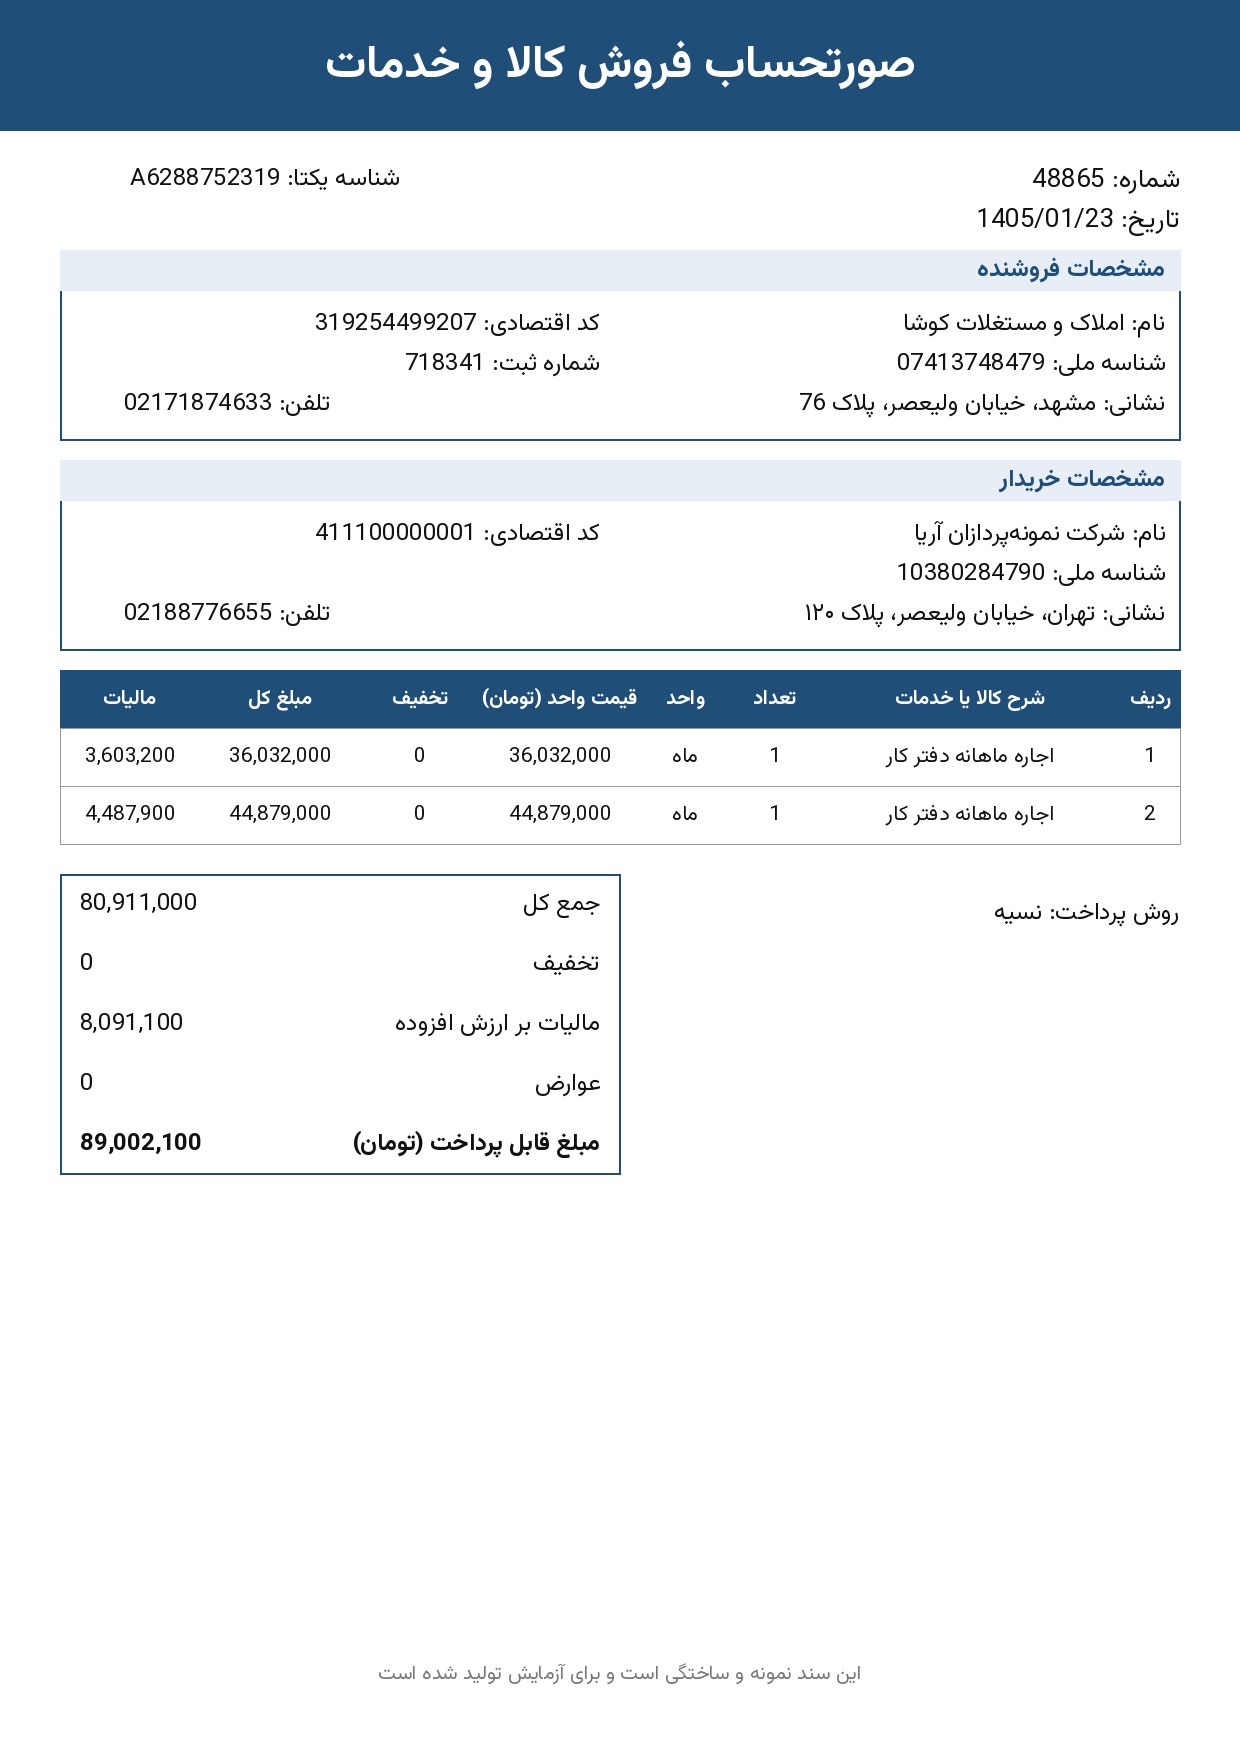 صورتحساب فروش کالا و خدمات
شماره: 48865 شناسه یکتا: A6288752319
تاریخ: 1405/01/23
مشخصات فروشنده
نام: املاک و مستغلات کوشا کد اقتصادی: 319254499207
شناسه ملی: 07413748479 شماره ثبت: 718341
نشانی: مشهد، خیابان ولیعصر، پلاک 76 تلفن: 02171874633
مشخصات خریدار
نام: شرکت نمونه‌پردازان آریا کد اقتصادی: 411100000001
شناسه ملی: 10380284790
نشانی: تهران، خیابان ولیعصر، پلاک ۱۲۰ تلفن: 02188776655
ردیف شرح کالا یا خدمات تعداد واحد قیمت واحد (تومان) تخفیف مبلغ کل مالیات
1 اجاره ماهانه دفتر کار 1 ماه 36,032,000 0 36,032,000 3,603,200
2 اجاره ماهانه دفتر کار 1 ماه 44,879,000 0 44,879,000 4,487,900
روش پرداخت: نسیه
جمع کل 80,911,000
تخفیف 0
مالیات بر ارزش افزوده 8,091,100
عوارض 0
مبلغ قابل پرداخت (تومان) 89,002,100
این سند نمونه و ساختگی است و برای آزمایش تولید شده است